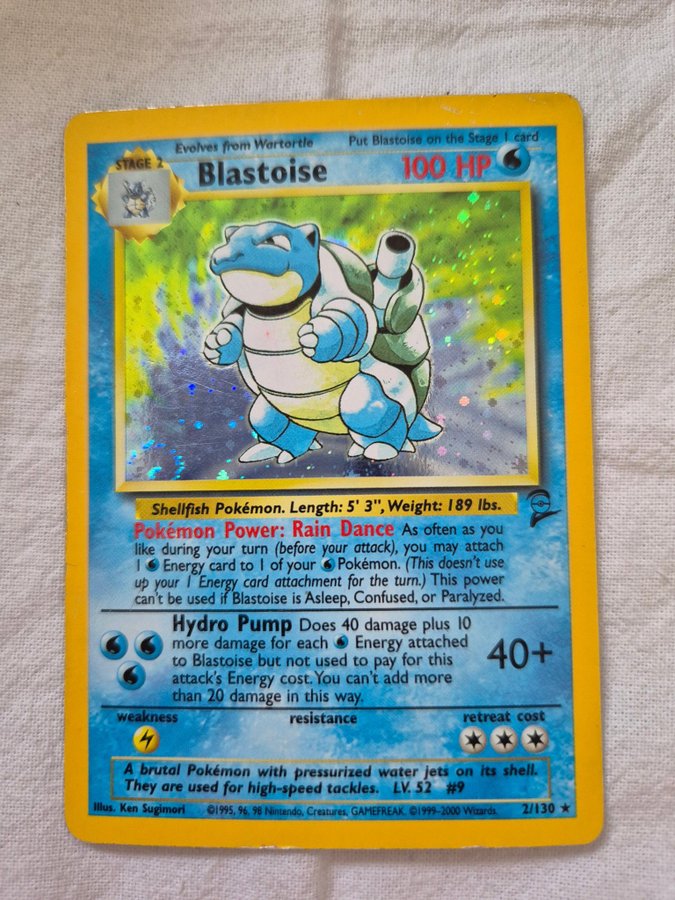 Evolves from Wartortle Put Blastoise on the Stage 1 card
STAGE 2 Blastoise 100 HP
Shellfish Pokémon. Length: 5' 3", Weight: 189 lbs.
Pokémon Power: Rain Dance As often as you
like during your turn (before your attack), you may attach
1 Energy card to 1 of your Pokémon. (This doesn't use
up your 1 Energy card attachment for the turn.) This power
can't be used if Blastoise is Asleep, Confused, or Paralyzed.
Hydro Pump Does 40 damage plus 10
more damage for each Energy attached
to Blastoise but not used to pay for this
attack's Energy cost. You can't add more
than 20 damage in this way.
40+
weakness resistance retreat cost
A brutal Pokémon with pressurized water jets on its shell.
They are used for high-speed tackles. LV. 52 #9
Illus. Ken Sugimori ©1995, 96, 98 Nintendo, Creatures, GAMEFREAK. ©1999-2000 Wizards. 2/130 ★